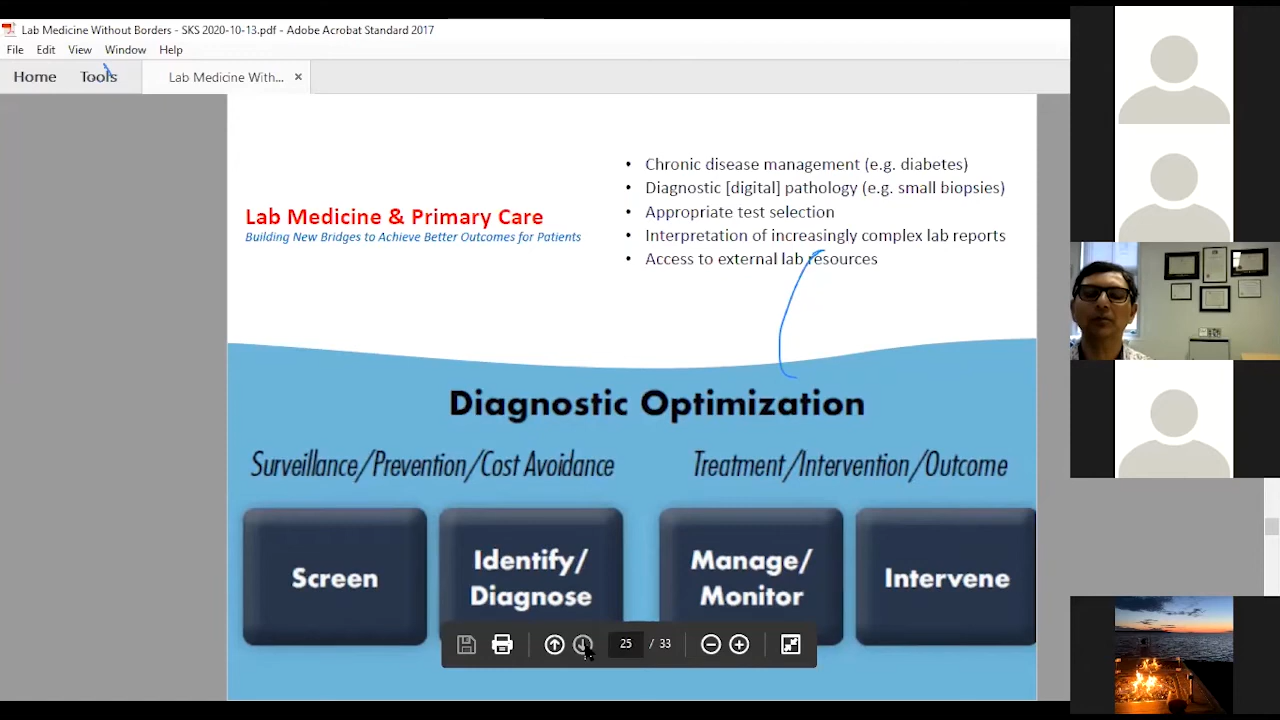 Lab Medicine Without Borders - SKS 2020-10-13.pdf - Adobe Acrobat Standard 2017
File Edit View Window Help
Home Tools Lab Medicine With... ×
• Chronic disease management (e.g. diabetes)
• Diagnostic [digital] pathology (e.g. small biopsies)
• Appropriate test selection
• Interpretation of increasingly complex lab reports
• Access to external lab resources
Lab Medicine & Primary Care
Building New Bridges to Achieve Better Outcomes for Patients
Diagnostic Optimization
Surveillance/Prevention/Cost Avoidance
Treatment/Intervention/Outcome
Screen
Identify/
Diagnose
Manage/
Monitor
Intervene
25 / 33